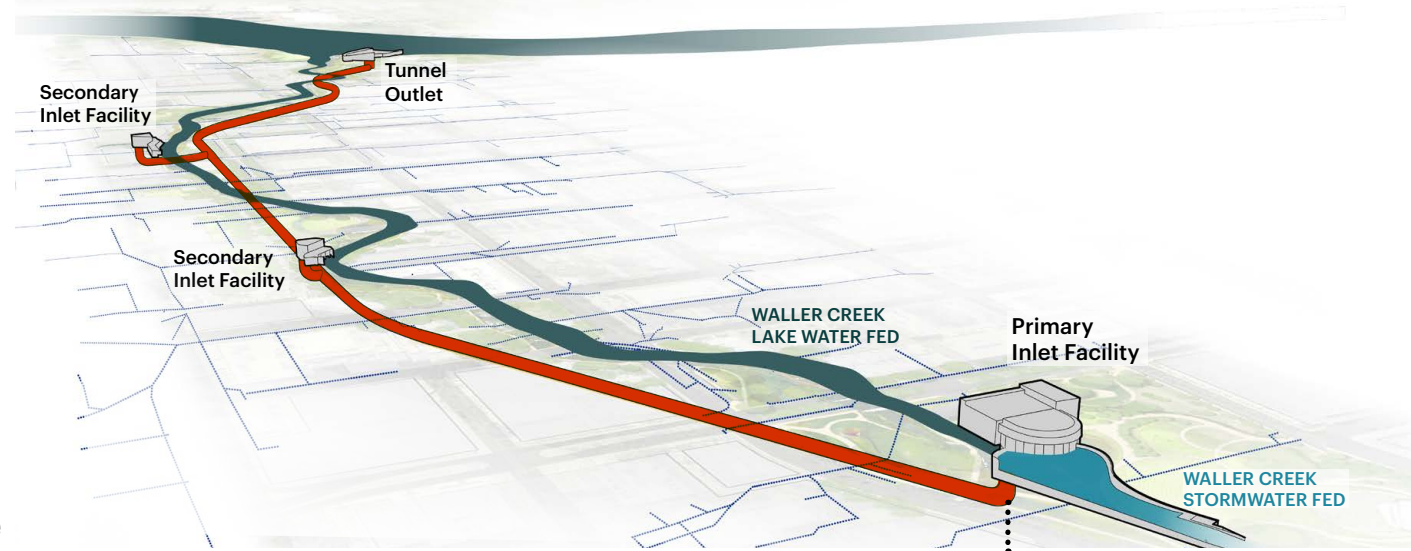 Tunnel
Outlet
Secondary
Inlet Facility
Secondary
Inlet Facility
WALLER CREEK
LAKE WATER FED
Primary
Inlet Facility
WALLER CREEK
STORMWATER FED